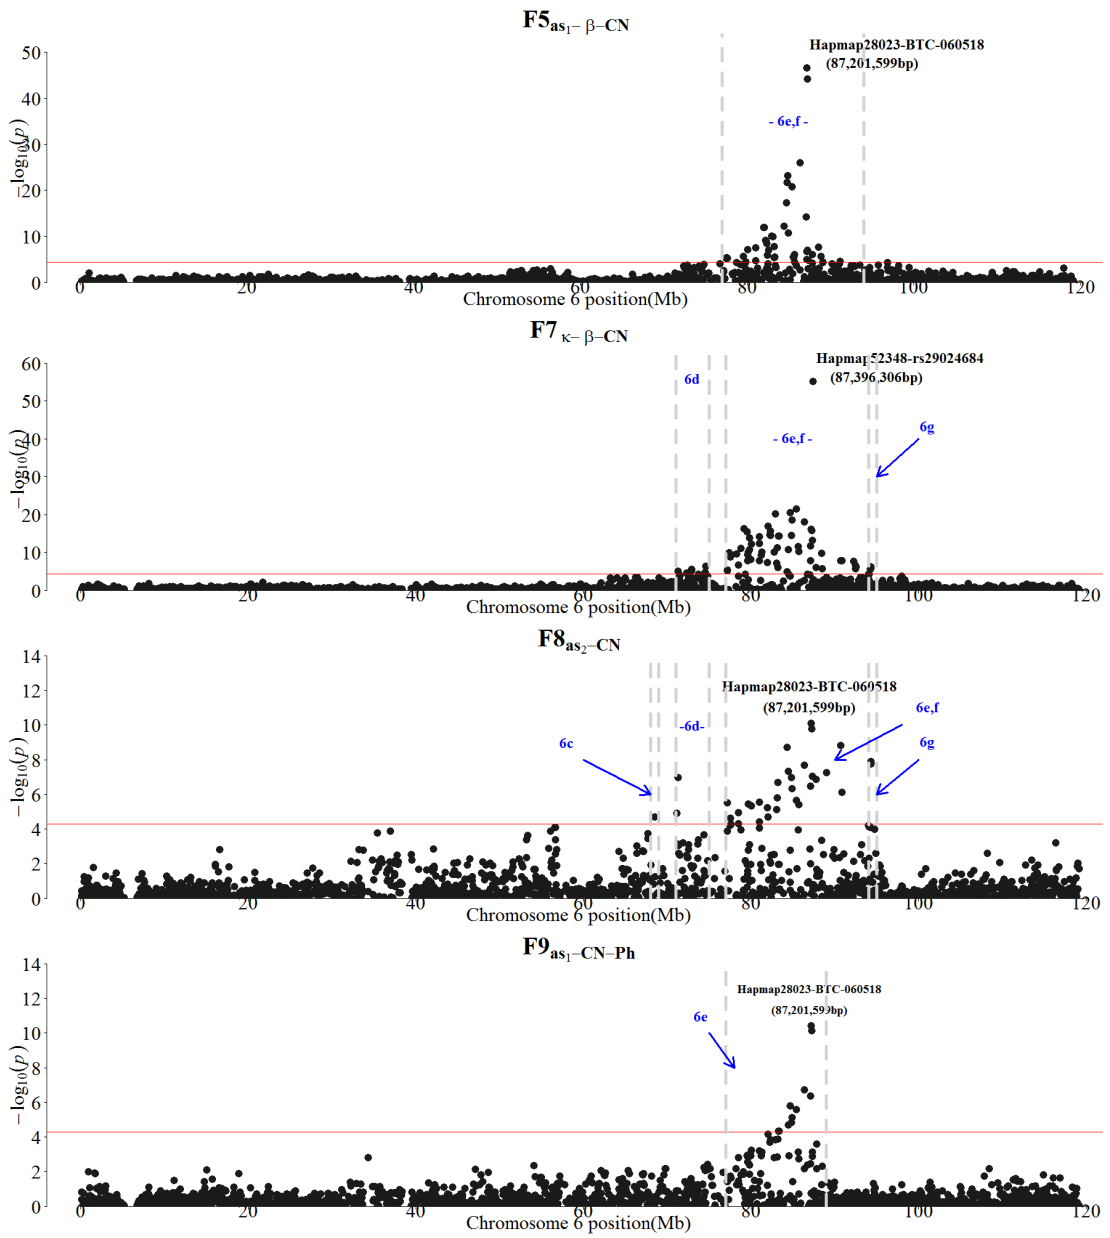 F5as₁– β–CN
Hapmap28023-BTC-060518
(87,201,599bp)
- 6e,f -
−log₁₀(p)
50
40
30
20
10
0
0 20 40 60 80 100 120
Chromosome 6 position(Mb)
F7 κ– β–CN
Hapmap52348-rs29024684
(87,396,306bp)
6d
6g
- 6e,f -
−log₁₀(p)
60
50
40
30
20
10
0
0 20 40 60 80 100 120
Chromosome 6 position(Mb)
F8as₂–CN
Hapmap28023-BTC-060518
(87,201,599bp)
6c
-6d-
6e,f
6g
−log₁₀(p)
14
12
10
8
6
4
2
0
0 20 40 60 80 100 120
Chromosome 6 position(Mb)
F9as₁–CN–Ph
Hapmap28023-BTC-060518
(87,201,599bp)
6e
−log₁₀(p)
14
12
10
8
6
4
2
0
0 20 40 60 80 100 120
Chromosome 6 position(Mb)